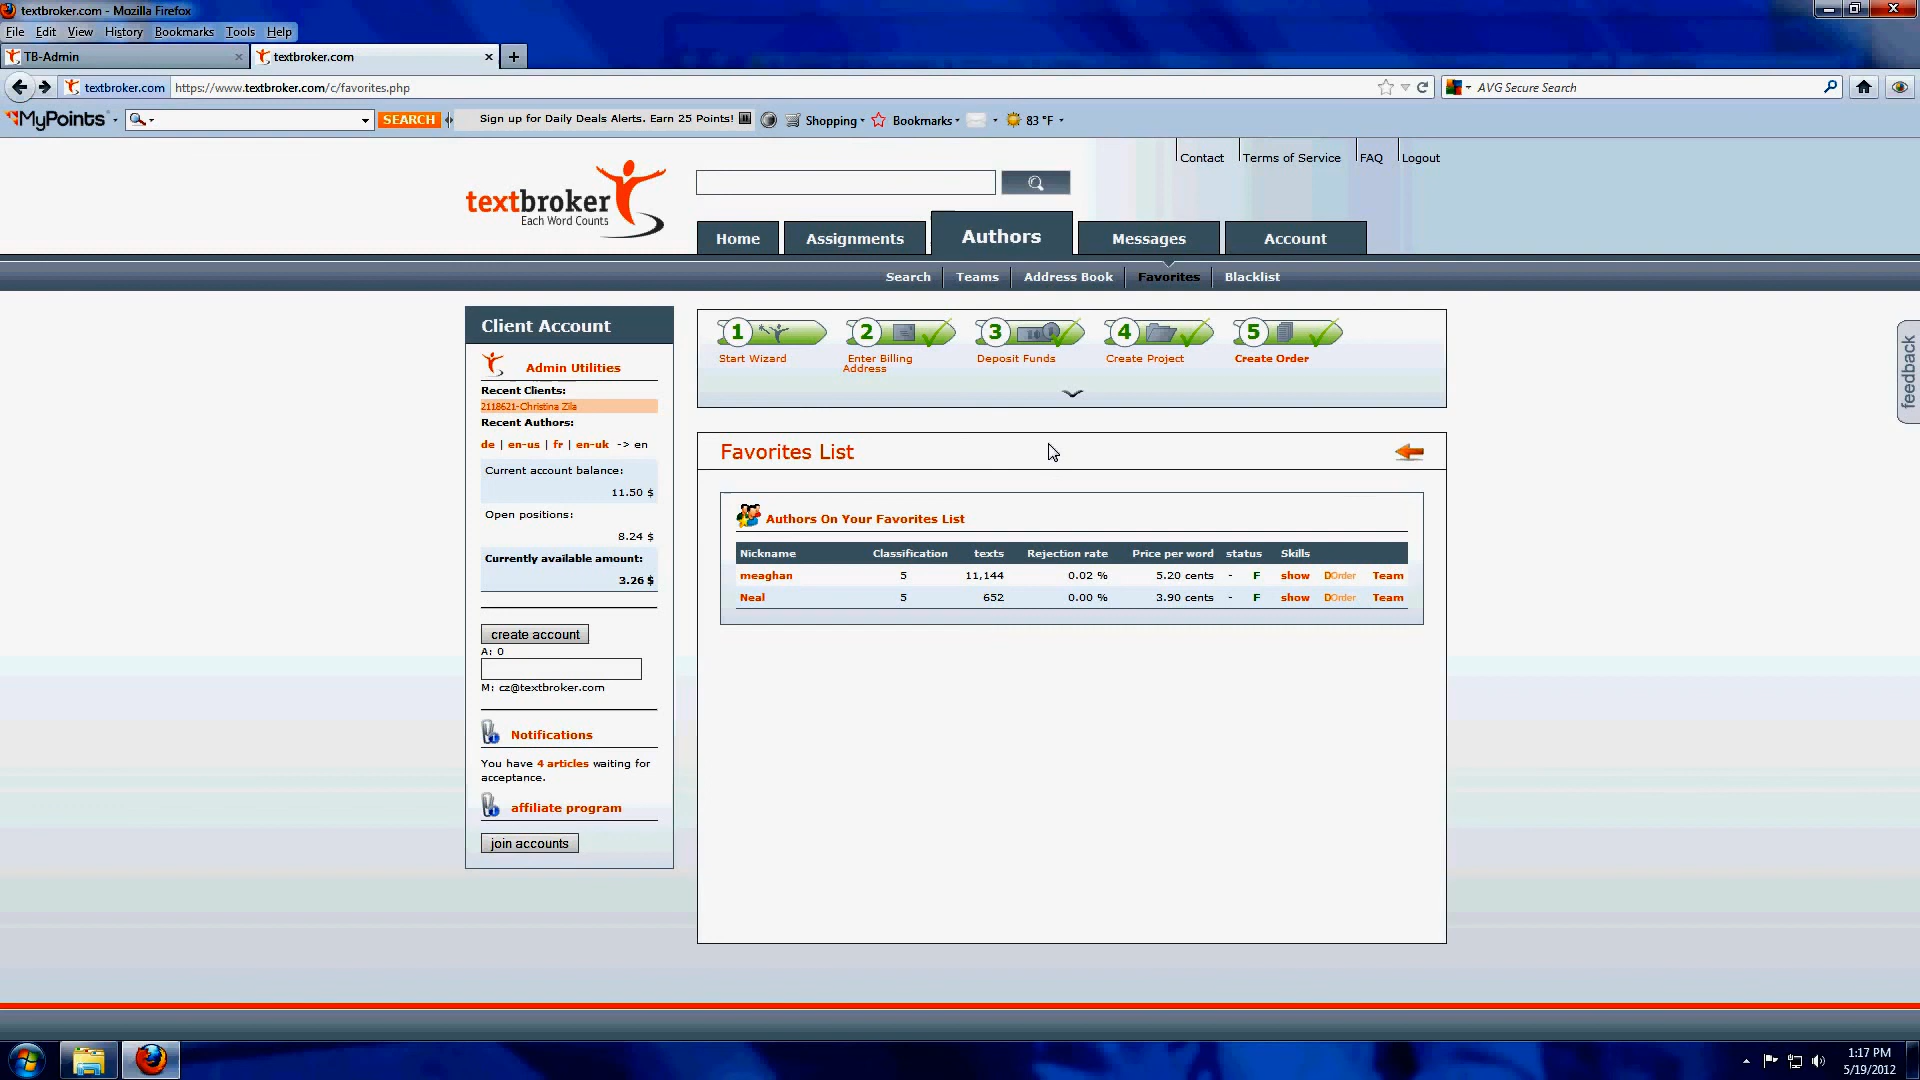 textbroker.com - Mozilla Firefox
File Edit View History Bookmarks Tools Help
TB-Admin textbroker.com
textbroker.com https://www.textbroker.com/c/favorites.php AVG Secure Search
MyPoints SEARCH Sign up for Daily Deals Alerts. Earn 25 Points! Shopping Bookmarks 83 °F
Contact Terms of Service FAQ Logout
textbroker
Each Word Counts
Home Assignments Authors Messages Account
Search Teams Address Book Favorites Blacklist
Client Account
Admin Utilities
Recent Clients:
2118621-Christina Zila
Recent Authors:
de | en-us | fr | en-uk -> en
Current account balance:
11.50 $
Open positions:
8.24 $
Currently available amount:
3.26 $
create account
A: 0
M: cz@textbroker.com
Notifications
You have 4 articles waiting for
acceptance.
affiliate program
join accounts
1 2 3 4 5
Start Wizard Enter Billing Address Deposit Funds Create Project Create Order
Favorites List
Authors On Your Favorites List
Nickname Classification texts Rejection rate Price per word status Skills
meaghan 5 11,144 0.02 % 5.20 cents - F show DOrder Team
Neal 5 652 0.00 % 3.90 cents - F show DOrder Team
feedback
1:17 PM
5/19/2012